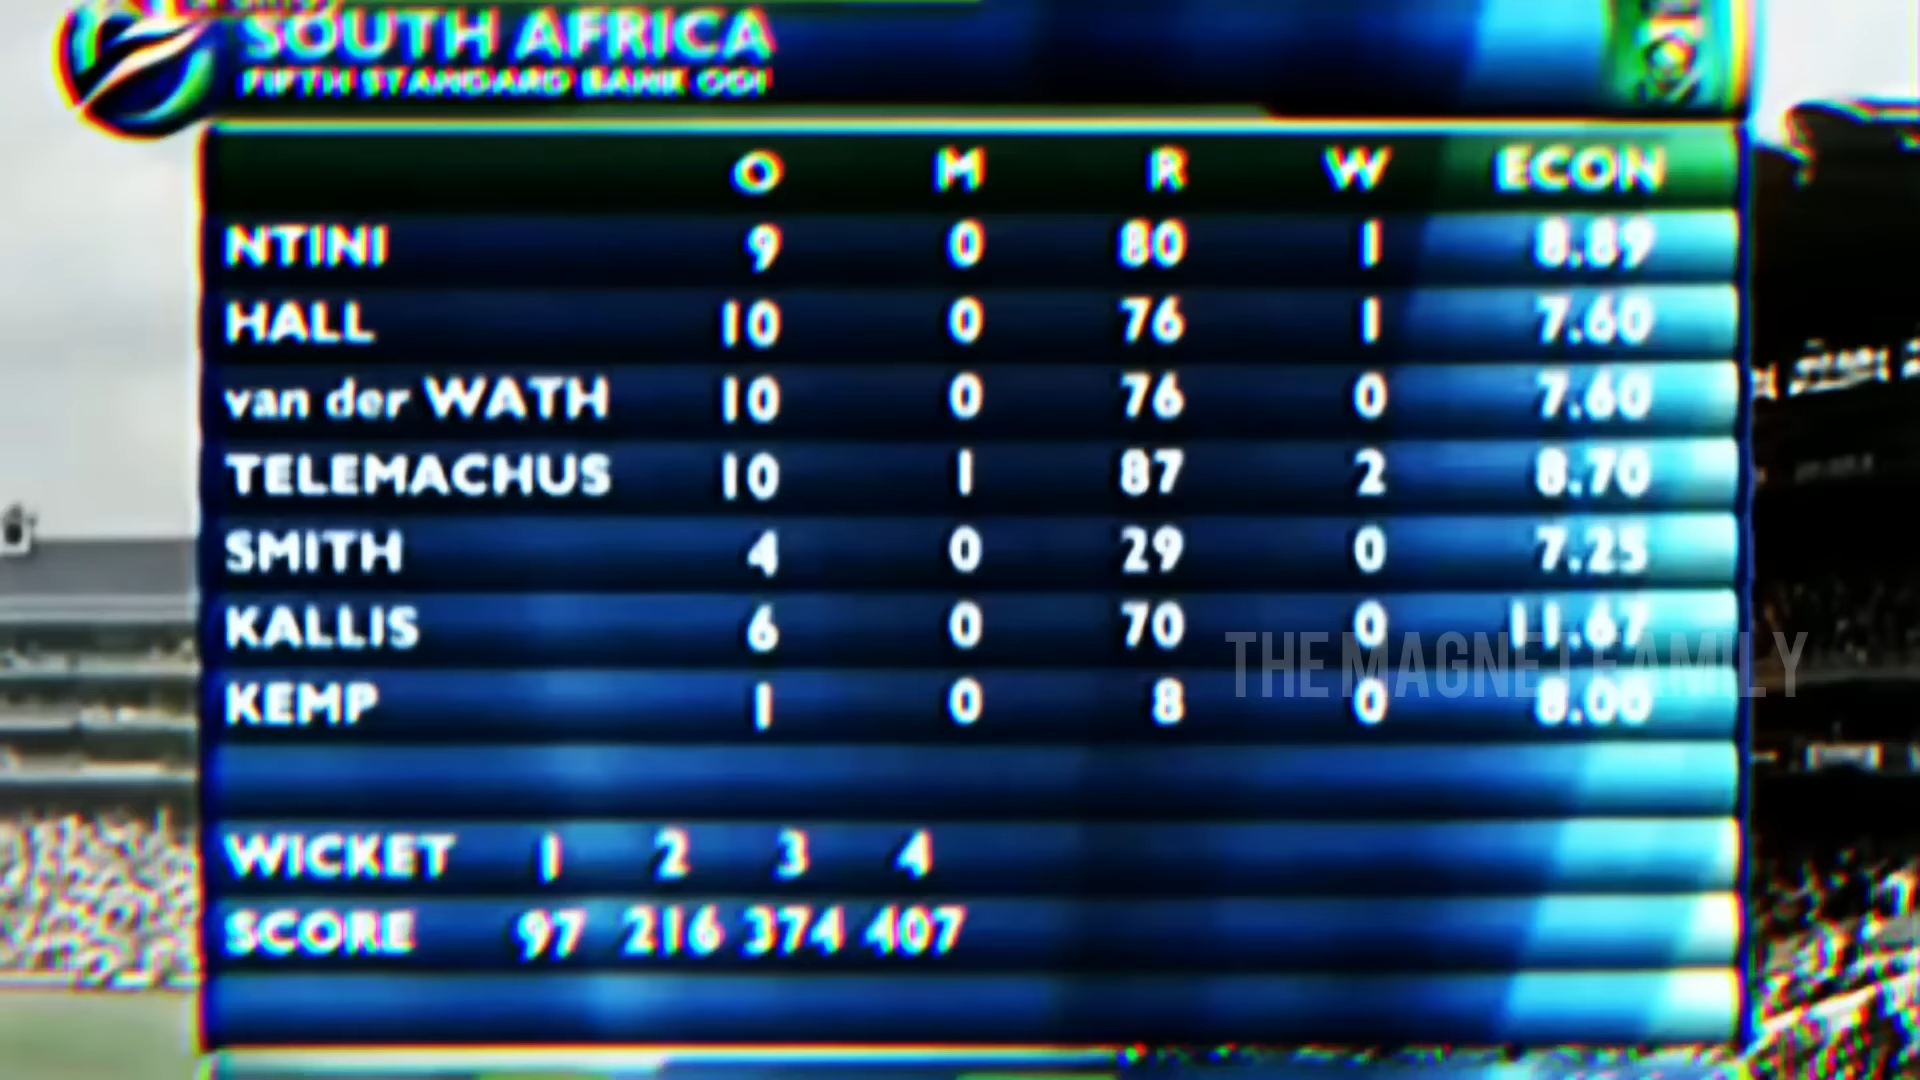 SOUTH AFRICA
FIFTH STANDARD BANK ODI
O M R W ECON
NTINI 9 0 80 1 8.89
HALL 10 0 76 1 7.60
van der WATH 10 0 76 0 7.60
TELEMACHUS 10 1 87 2 8.70
SMITH 4 0 29 0 7.25
KALLIS 6 0 70 0 11.67
THE MAGNET FAMILY
KEMP 1 0 8 0 8.00
WICKET 1 2 3 4
SCORE 97 216 374 407